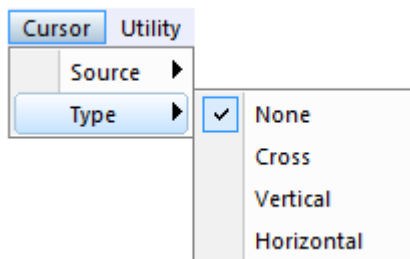 Cursor Utility
Source
Type
None
Cross
Vertical
Horizontal